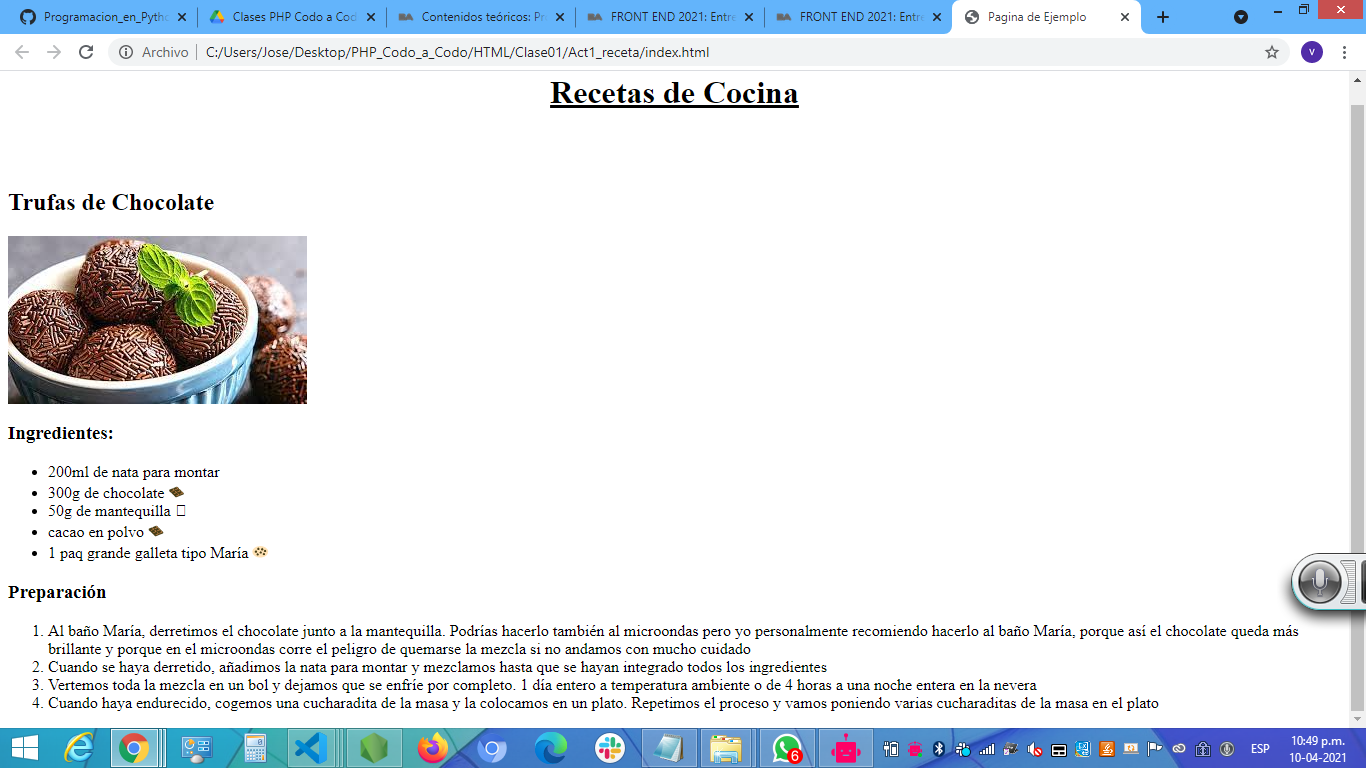 Programacion_en_Pytho
Clases PHP Codo a Cod
Contenidos teóricos: Pr
FRONT END 2021: Entre
FRONT END 2021: Entre
Pagina de Ejemplo
Archivo
C:/Users/Jose/Desktop/PHP_Codo_a_Codo/HTML/Clase01/Act1_receta/index.html
V
Recetas de Cocina
Trufas de Chocolate
Ingredientes:
• 200ml de nata para montar
• 300g de chocolate 🍫
• 50g de mantequilla
• cacao en polvo 🍫
• 1 paq grande galleta tipo María 🍪
Preparación
1. Al baño María, derretimos el chocolate junto a la mantequilla. Podrías hacerlo también al microondas pero yo personalmente recomiendo hacerlo al baño María, porque así el chocolate queda más
brillante y porque en el microondas corre el peligro de quemarse la mezcla si no andamos con mucho cuidado
2. Cuando se haya derretido, añadimos la nata para montar y mezclamos hasta que se hayan integrado todos los ingredientes
3. Vertemos toda la mezcla en un bol y dejamos que se enfríe por completo. 1 día entero a temperatura ambiente o de 4 horas a una noche entera en la nevera
4. Cuando haya endurecido, cogemos una cucharadita de la masa y la colocamos en un plato. Repetimos el proceso y vamos poniendo varias cucharaditas de la masa en el plato
6
ESP
10:49 p.m.
10-04-2021